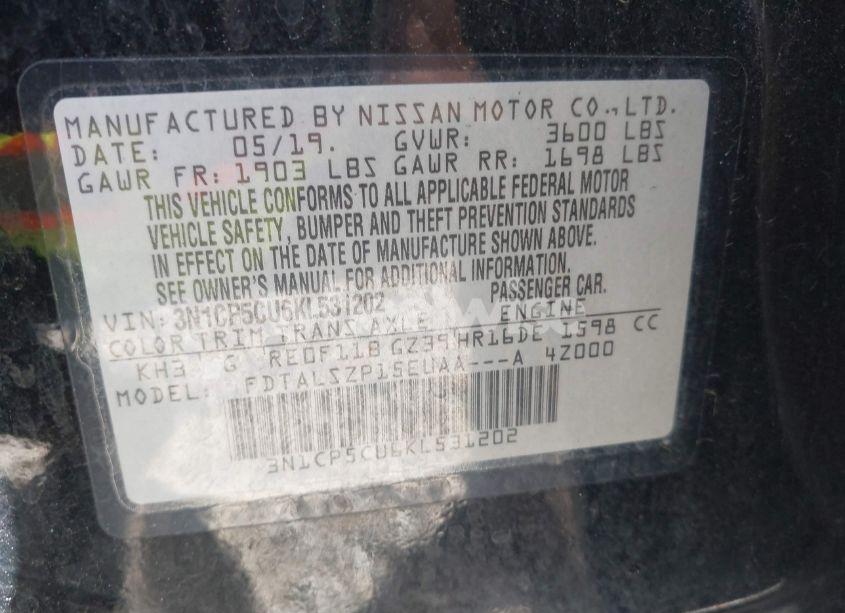 MANUFACTURED BY NISSAN MOTOR CO., LTD.
DATE: 05/19. GVWR: 3600 LBS
GAWR FR: 1903 LBS GAWR RR: 1698 LBS
THIS VEHICLE CONFORMS TO ALL APPLICABLE FEDERAL MOTOR
VEHICLE SAFETY, BUMPER AND THEFT PREVENTION STANDARDS
IN EFFECT ON THE DATE OF MANUFACTURE SHOWN ABOVE.
SEE OWNER'S MANUAL FOR ADDITIONAL INFORMATION.
VIN: 3N1CP5CU6KL531202 PASSENGER CAR.
COLOR TRIM TRANS AXLE ENGINE
KH3 G RE0F11B GZ39 HR16DE 1598 CC
MODEL: FDTALSZP15EUAA---A 4Z000
3N1CP5CU6KL531202